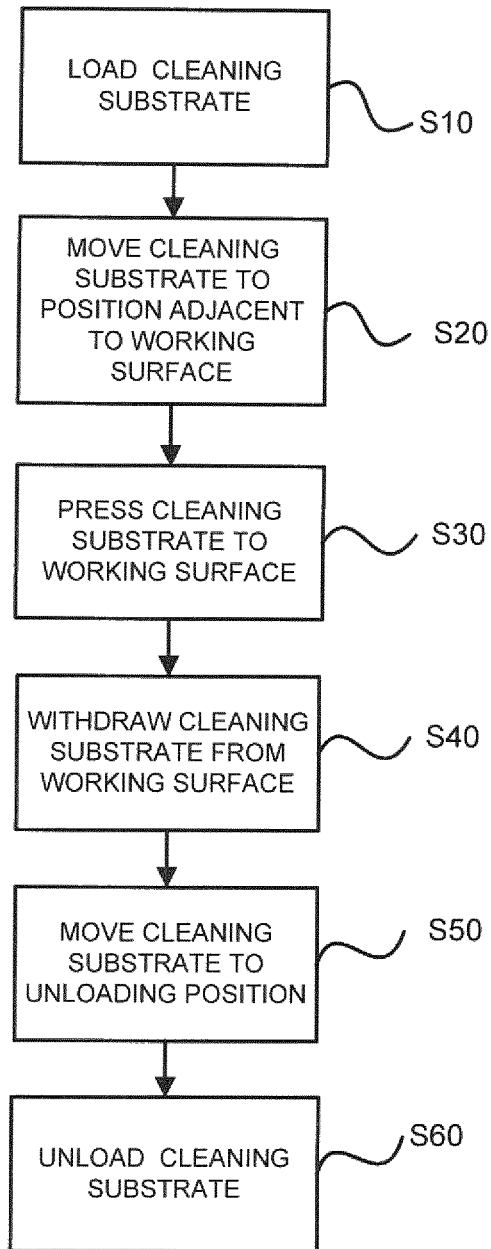 LOAD CLEANING
SUBSTRATE
S10
MOVE CLEANING
SUBSTRATE TO
POSITION ADJACENT
TO WORKING
SURFACE
S20
PRESS CLEANING
SUBSTRATE TO
WORKING SURFACE
S30
WITHDRAW CLEANING
SUBSTRATE FROM
WORKING SURFACE
S40
MOVE CLEANING
SUBSTRATE TO
UNLOADING POSITION
S50
UNLOAD CLEANING
SUBSTRATE
S60